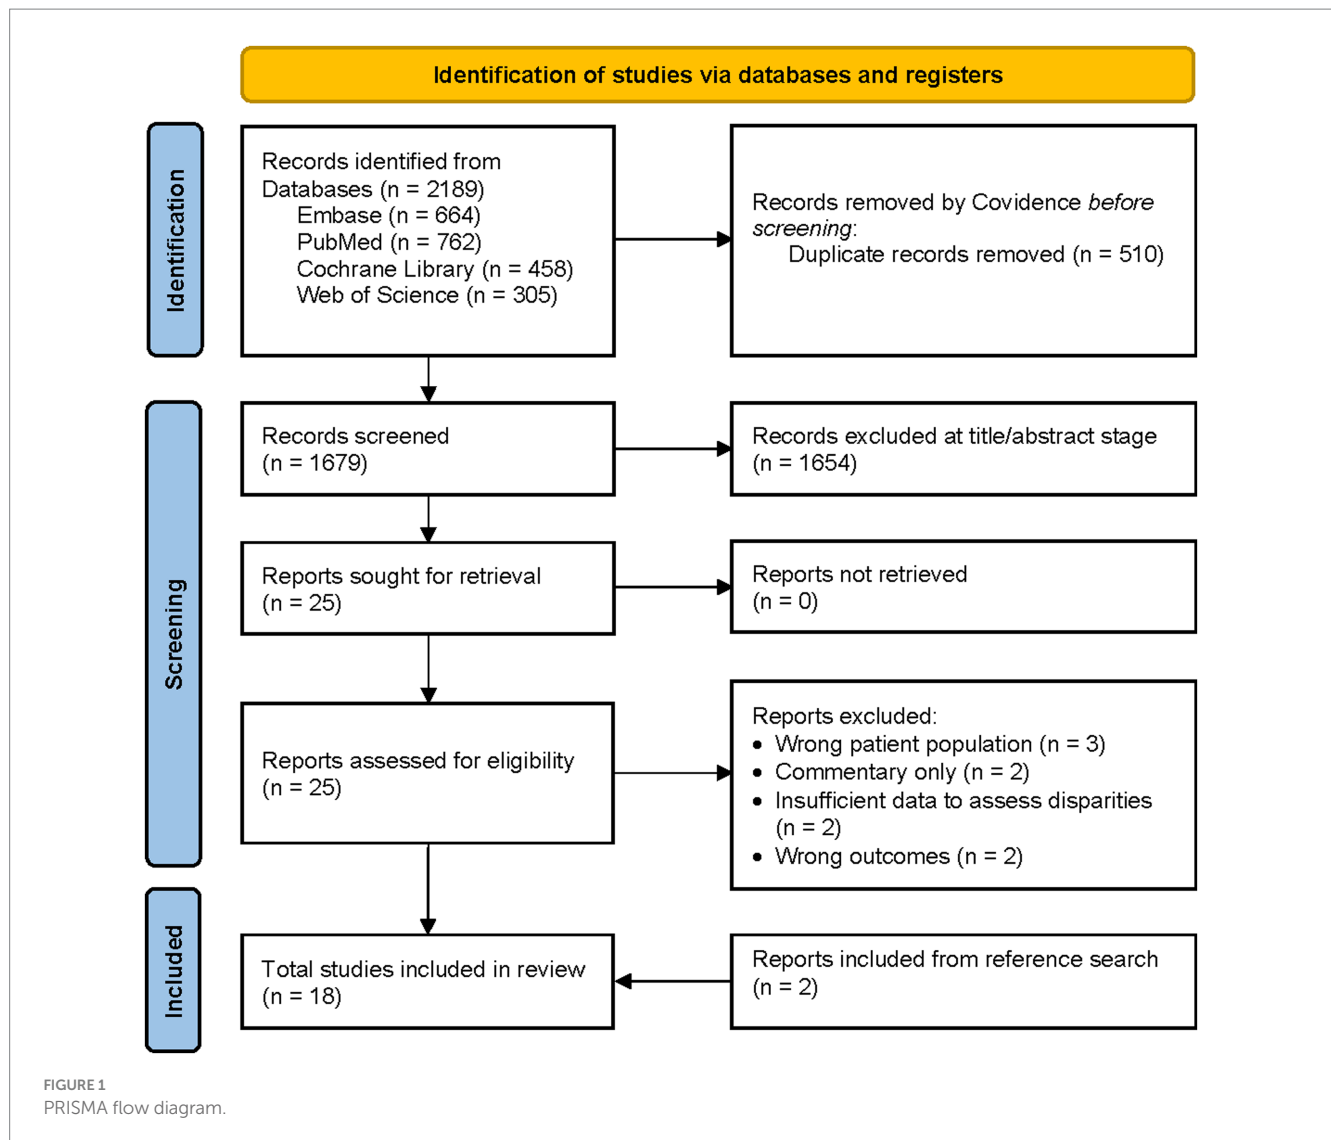 Identification of studies via databases and registers
Identification
Records identified from
Databases (n = 2189)
Embase (n = 664)
PubMed (n = 762)
Cochrane Library (n = 458)
Web of Science (n = 305)
Records removed by Covidence before
screening:
Duplicate records removed (n = 510)
Screening
Records screened
(n = 1679)
Records excluded at title/abstract stage
(n = 1654)
Reports sought for retrieval
(n = 25)
Reports not retrieved
(n = 0)
Reports assessed for eligibility
(n = 25)
Reports excluded:
• Wrong patient population (n = 3)
• Commentary only (n = 2)
• Insufficient data to assess disparities
(n = 2)
• Wrong outcomes (n = 2)
Included
Total studies included in review
(n = 18)
Reports included from reference search
(n = 2)
FIGURE 1
PRISMA flow diagram.